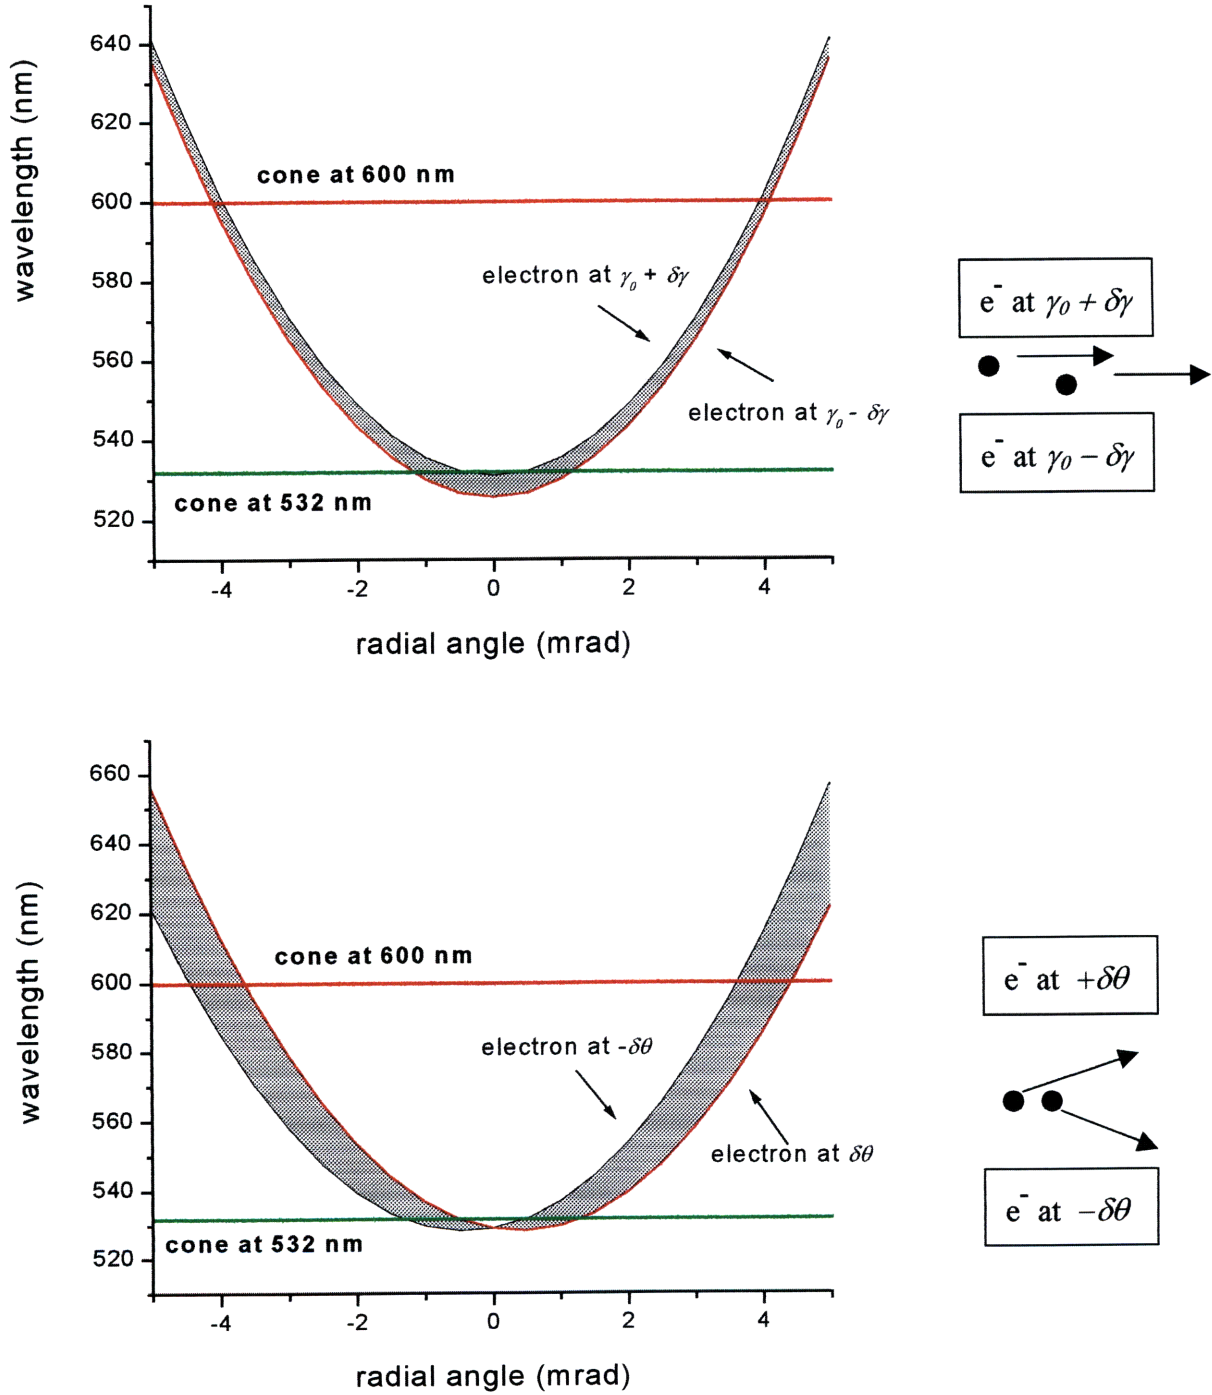 wavelength (nm)
640
620
600
580
560
540
520
cone at 600 nm
electron at γ₀ + δγ
electron at γ₀ - δγ
cone at 532 nm
-4
-2
0
2
4
radial angle (mrad)
e⁻ at γ₀ + δγ
e⁻ at γ₀ − δγ
wavelength (nm)
660
640
620
600
580
560
540
520
cone at 600 nm
electron at -δθ
electron at δθ
cone at 532 nm
-4
-2
0
2
4
radial angle (mrad)
e⁻ at +δθ
e⁻ at −δθ